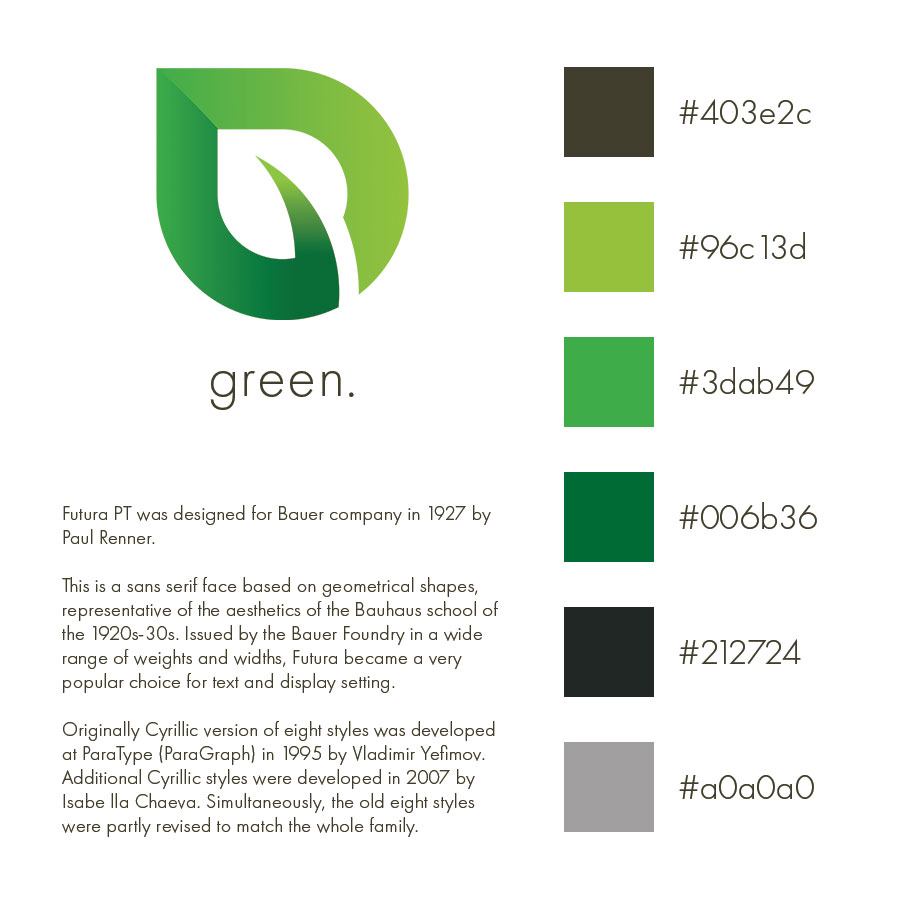 green.
Futura PT was designed for Bauer company in 1927 by
Paul Renner.
This is a sans serif face based on geometrical shapes,
representative of the aesthetics of the Bauhaus school of
the 1920s-30s. Issued by the Bauer Foundry in a wide
range of weights and widths, Futura became a very
popular choice for text and display setting.
Originally Cyrillic version of eight styles was developed
at ParaType (ParaGraph) in 1995 by Vladimir Yefimov.
Additional Cyrillic styles were developed in 2007 by
Isabe lla Chaeva. Simultaneously, the old eight styles
were partly revised to match the whole family.
#403e2c
#96c13d
#3dab49
#006b36
#212724
#a0a0a0